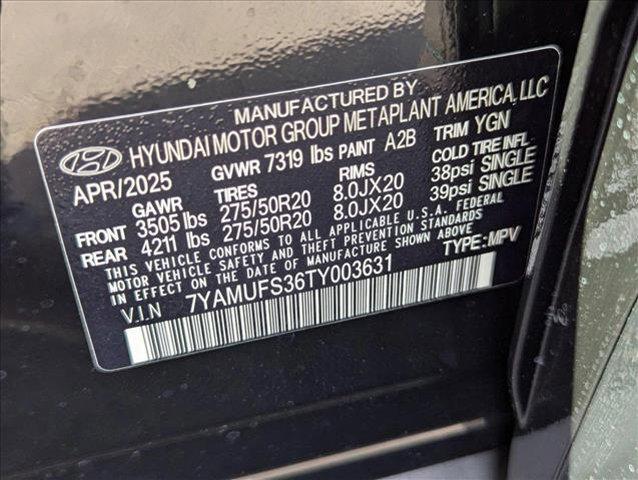 MANUFACTURED BY
HYUNDAI MOTOR GROUP METAPLANT AMERICA, LLC
APR/2025 GVWR 7319 lbs PAINT A2B TRIM YGN
GAWR TIRES RIMS COLD TIRE INFL.
FRONT 3505 lbs 275/50R20 8.0JX20 38psi SINGLE
REAR 4211 lbs 275/50R20 8.0JX20 39psi SINGLE
THIS VEHICLE CONFORMS TO ALL APPLICABLE U.S.A. FEDERAL
MOTOR VEHICLE SAFETY AND THEFT PREVENTION STANDARDS
IN EFFECT ON THE DATE OF MANUFACTURE SHOWN ABOVE
V.I.N 7YAMUFS36TY003631 TYPE:MPV